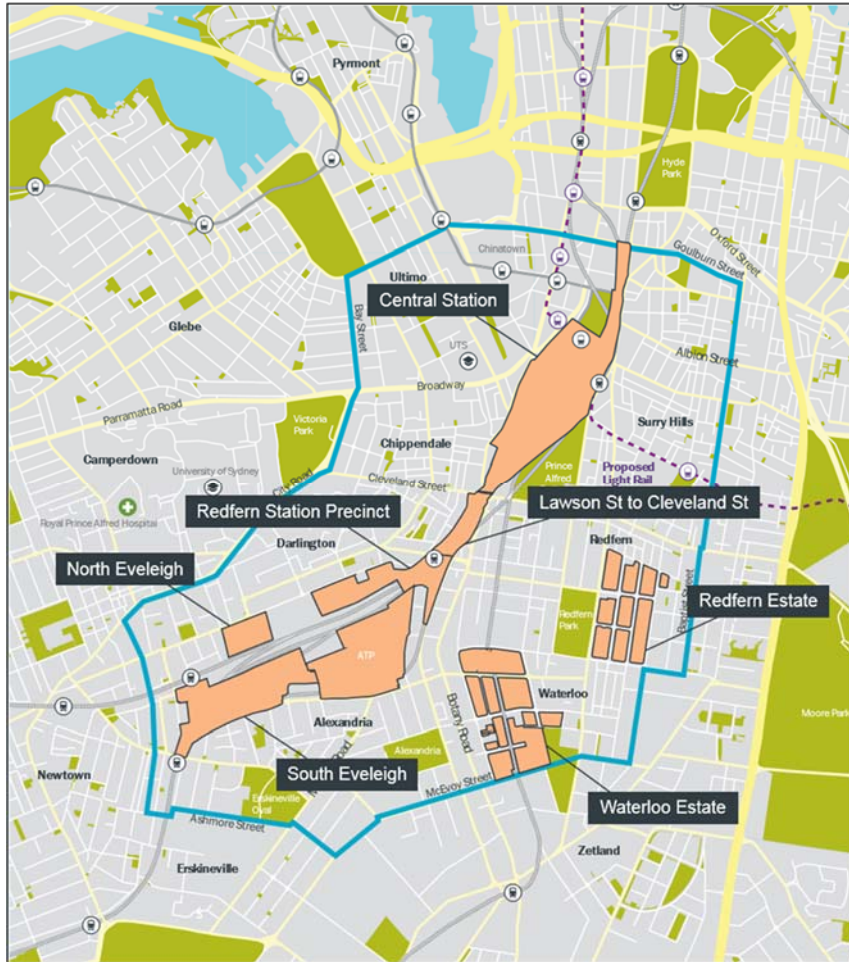 Pyrmont
Hyde
Park
Oxford Street
Goulburn Street
Chinatown
Ultimo
Central Station
Glebe
Bay Street
UTS
Albion Street
Broadway
Parramatta Road
Surry Hills
Victoria
Park
Chippendale
Camperdown
University of Sydney
City Road
Cleveland Street
Prince
Alfred
Proposed
Light Rail
Redfern Station Precinct
Lawson St to Cleveland St
Royal Prince Alfred Hospital
Darlington
Redfern
North Eveleigh
Redfern Estate
Redfern
Park
Baptist Street
ATP
Waterloo
Moore Park
Alexandria
Botany Road
Alexandria
Newtown
South Eveleigh
Road
McEvoy Street
Erskineville
Oval
Waterloo Estate
Ashmore Street
Zetland
Erskineville